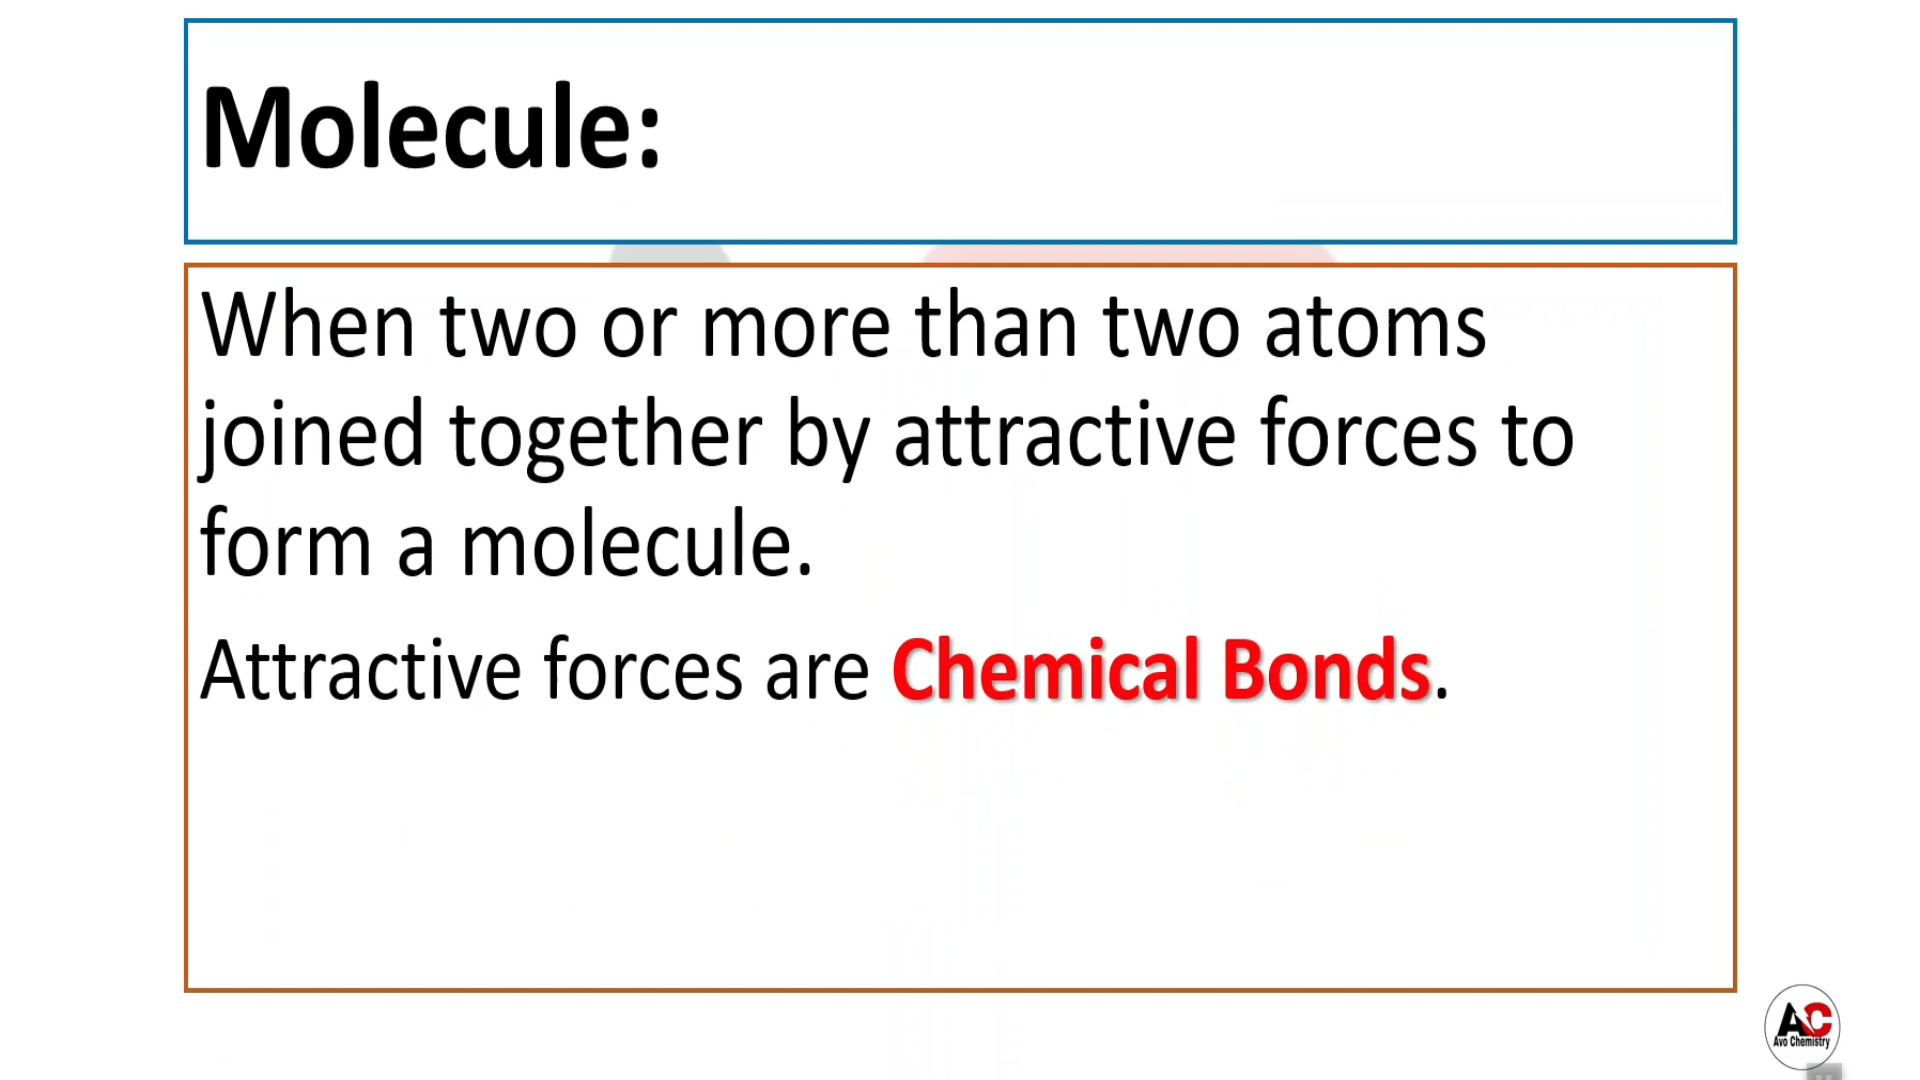 Molecule:
When two or more than two atoms
joined together by attractive forces to
form a molecule.
Attractive forces are Chemical Bonds.
AC
Avo Chemistry